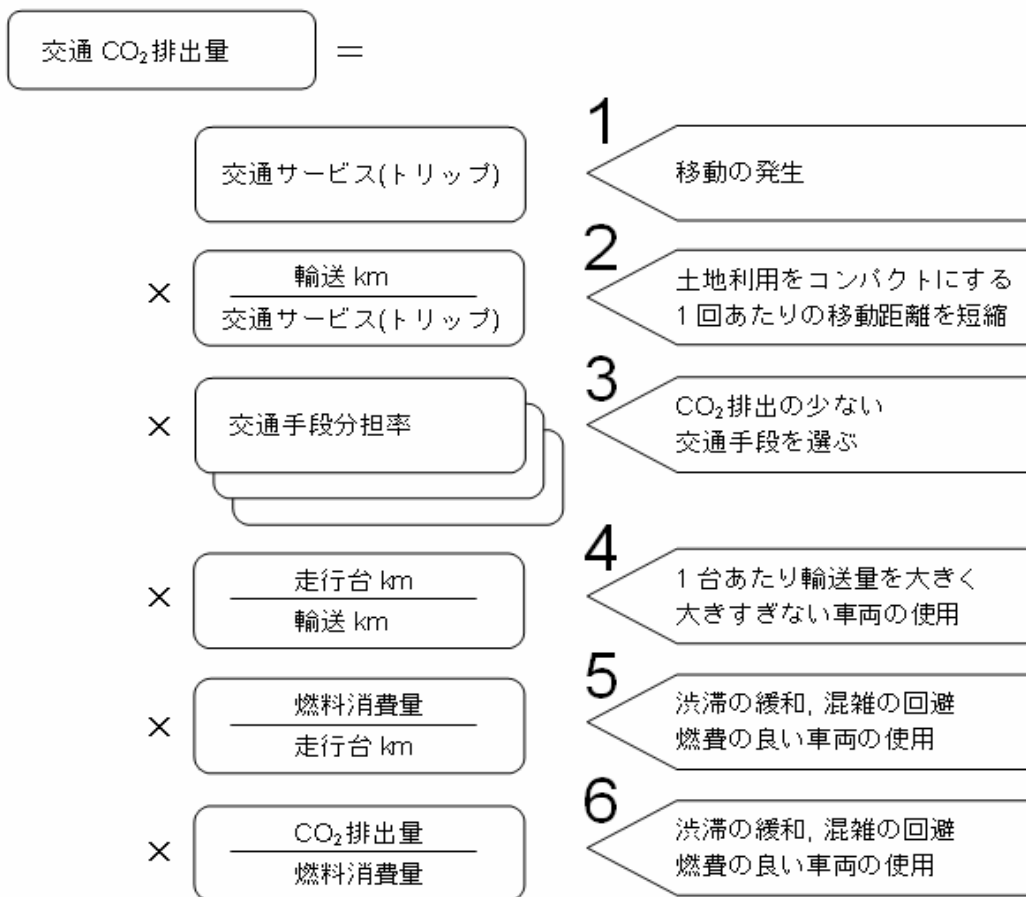 交通 CO₂排出量 =
1
交通サービス(トリップ)
移動の発生
2
× 輸送 km
交通サービス(トリップ)
土地利用をコンパクトにする
1 回あたりの移動距離を短縮
3
× 交通手段分担率
CO₂排出の少ない
交通手段を選ぶ
4
× 走行台 km
輸送 km
1 台あたり輸送量を大きく
大きすぎない車両の使用
5
× 燃料消費量
走行台 km
渋滞の緩和, 混雑の回避
燃費の良い車両の使用
6
× CO₂排出量
燃料消費量
渋滞の緩和, 混雑の回避
燃費の良い車両の使用